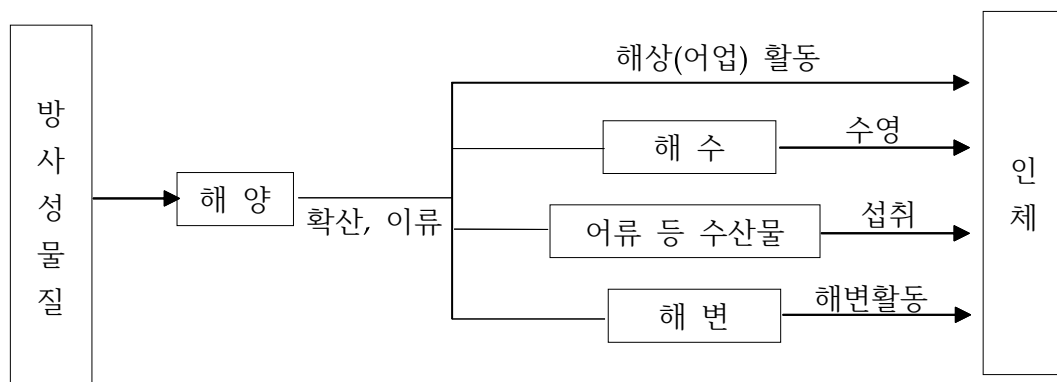 방사성물질
해 양
확산, 이류
해상(어업) 활동
해 수
수영
어류 등 수산물
섭취
해 변
해변활동
인체